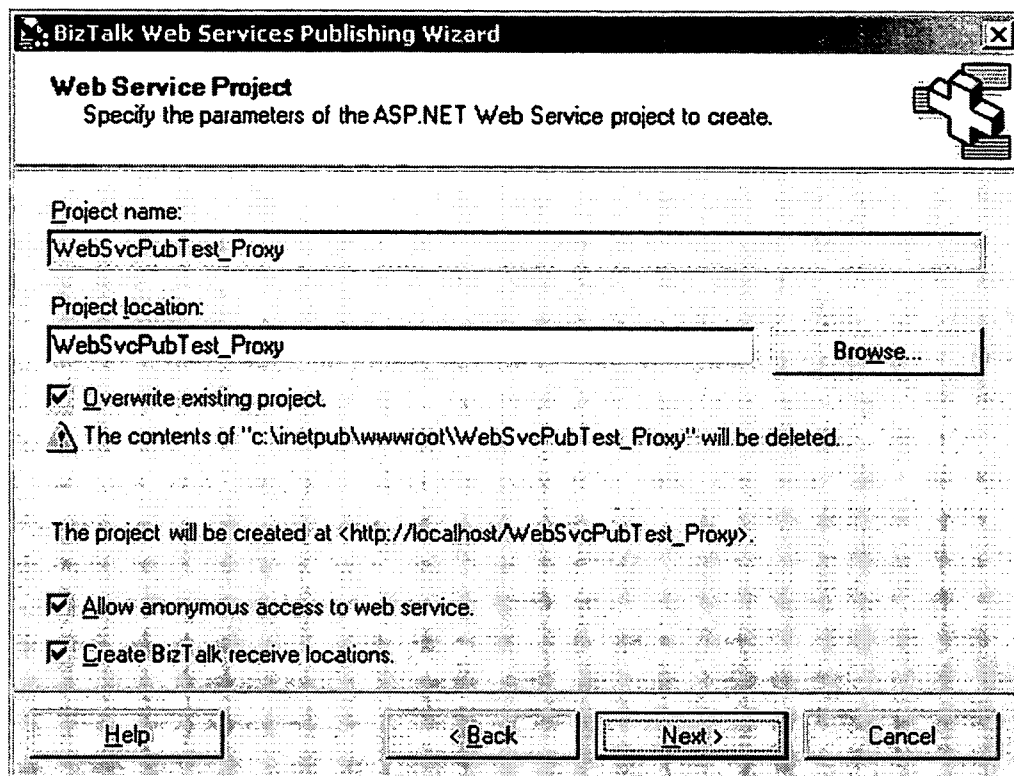 BizTalk Web Services Publishing Wizard
Web Service Project
Specify the parameters of the ASP.NET Web Service project to create.
Project name:
WebSvcPubTest_Proxy
Project location:
WebSvcPubTest_Proxy
Browse...
Overwrite existing project.
The contents of "c:\inetpub\wwwroot\WebSvcPubTest_Proxy" will be deleted.
The project will be created at <http://localhost/WebSvcPubTest_Proxy>.
Allow anonymous access to web service.
Create BizTalk receive locations.
Help
< Back
Next >
Cancel